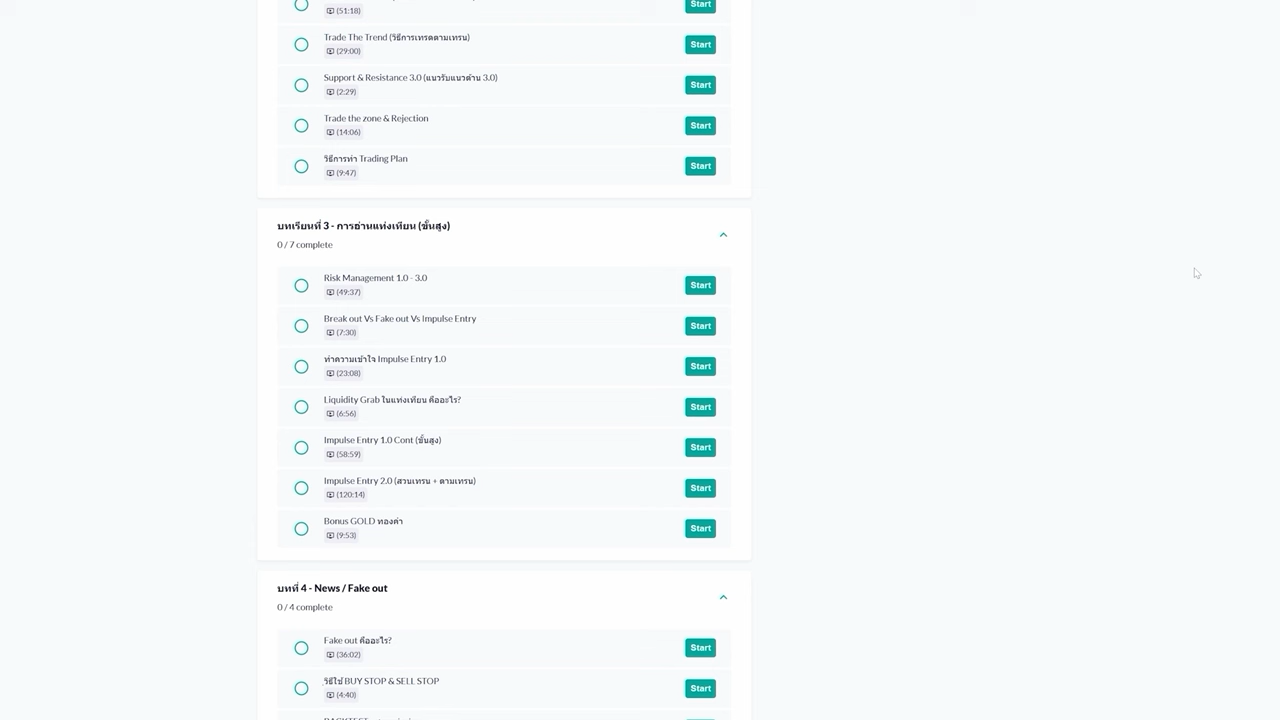 (51:18)
Start
Trade The Trend (วิธีการเทรดตามเทรน)
(29:00)
Start
Support & Resistance 3.0 (แนวรับแนวต้าน 3.0)
(2:29)
Start
Trade the zone & Rejection
(14:06)
Start
วิธีการทำ Trading Plan
(9:47)
Start
บทเรียนที่ 3 - การอ่านแท่งเทียน (ขั้นสูง)
0 / 7 complete
Risk Management 1.0 - 3.0
(49:37)
Start
Break out Vs Fake out Vs Impulse Entry
(7:30)
Start
ทำความเข้าใจ Impulse Entry 1.0
(23:08)
Start
Liquidity Grab ในแท่งเทียน คืออะไร?
(6:56)
Start
Impulse Entry 1.0 Cont (ขั้นสูง)
(58:59)
Start
Impulse Entry 2.0 (สวนเทรน + ตามเทรน)
(120:14)
Start
Bonus GOLD ทองคำ
(9:53)
Start
บทที่ 4 - News / Fake out
0 / 4 complete
Fake out คืออะไร?
(36:02)
Start
วิธีใช้ BUY STOP & SELL STOP
(4:40)
Start